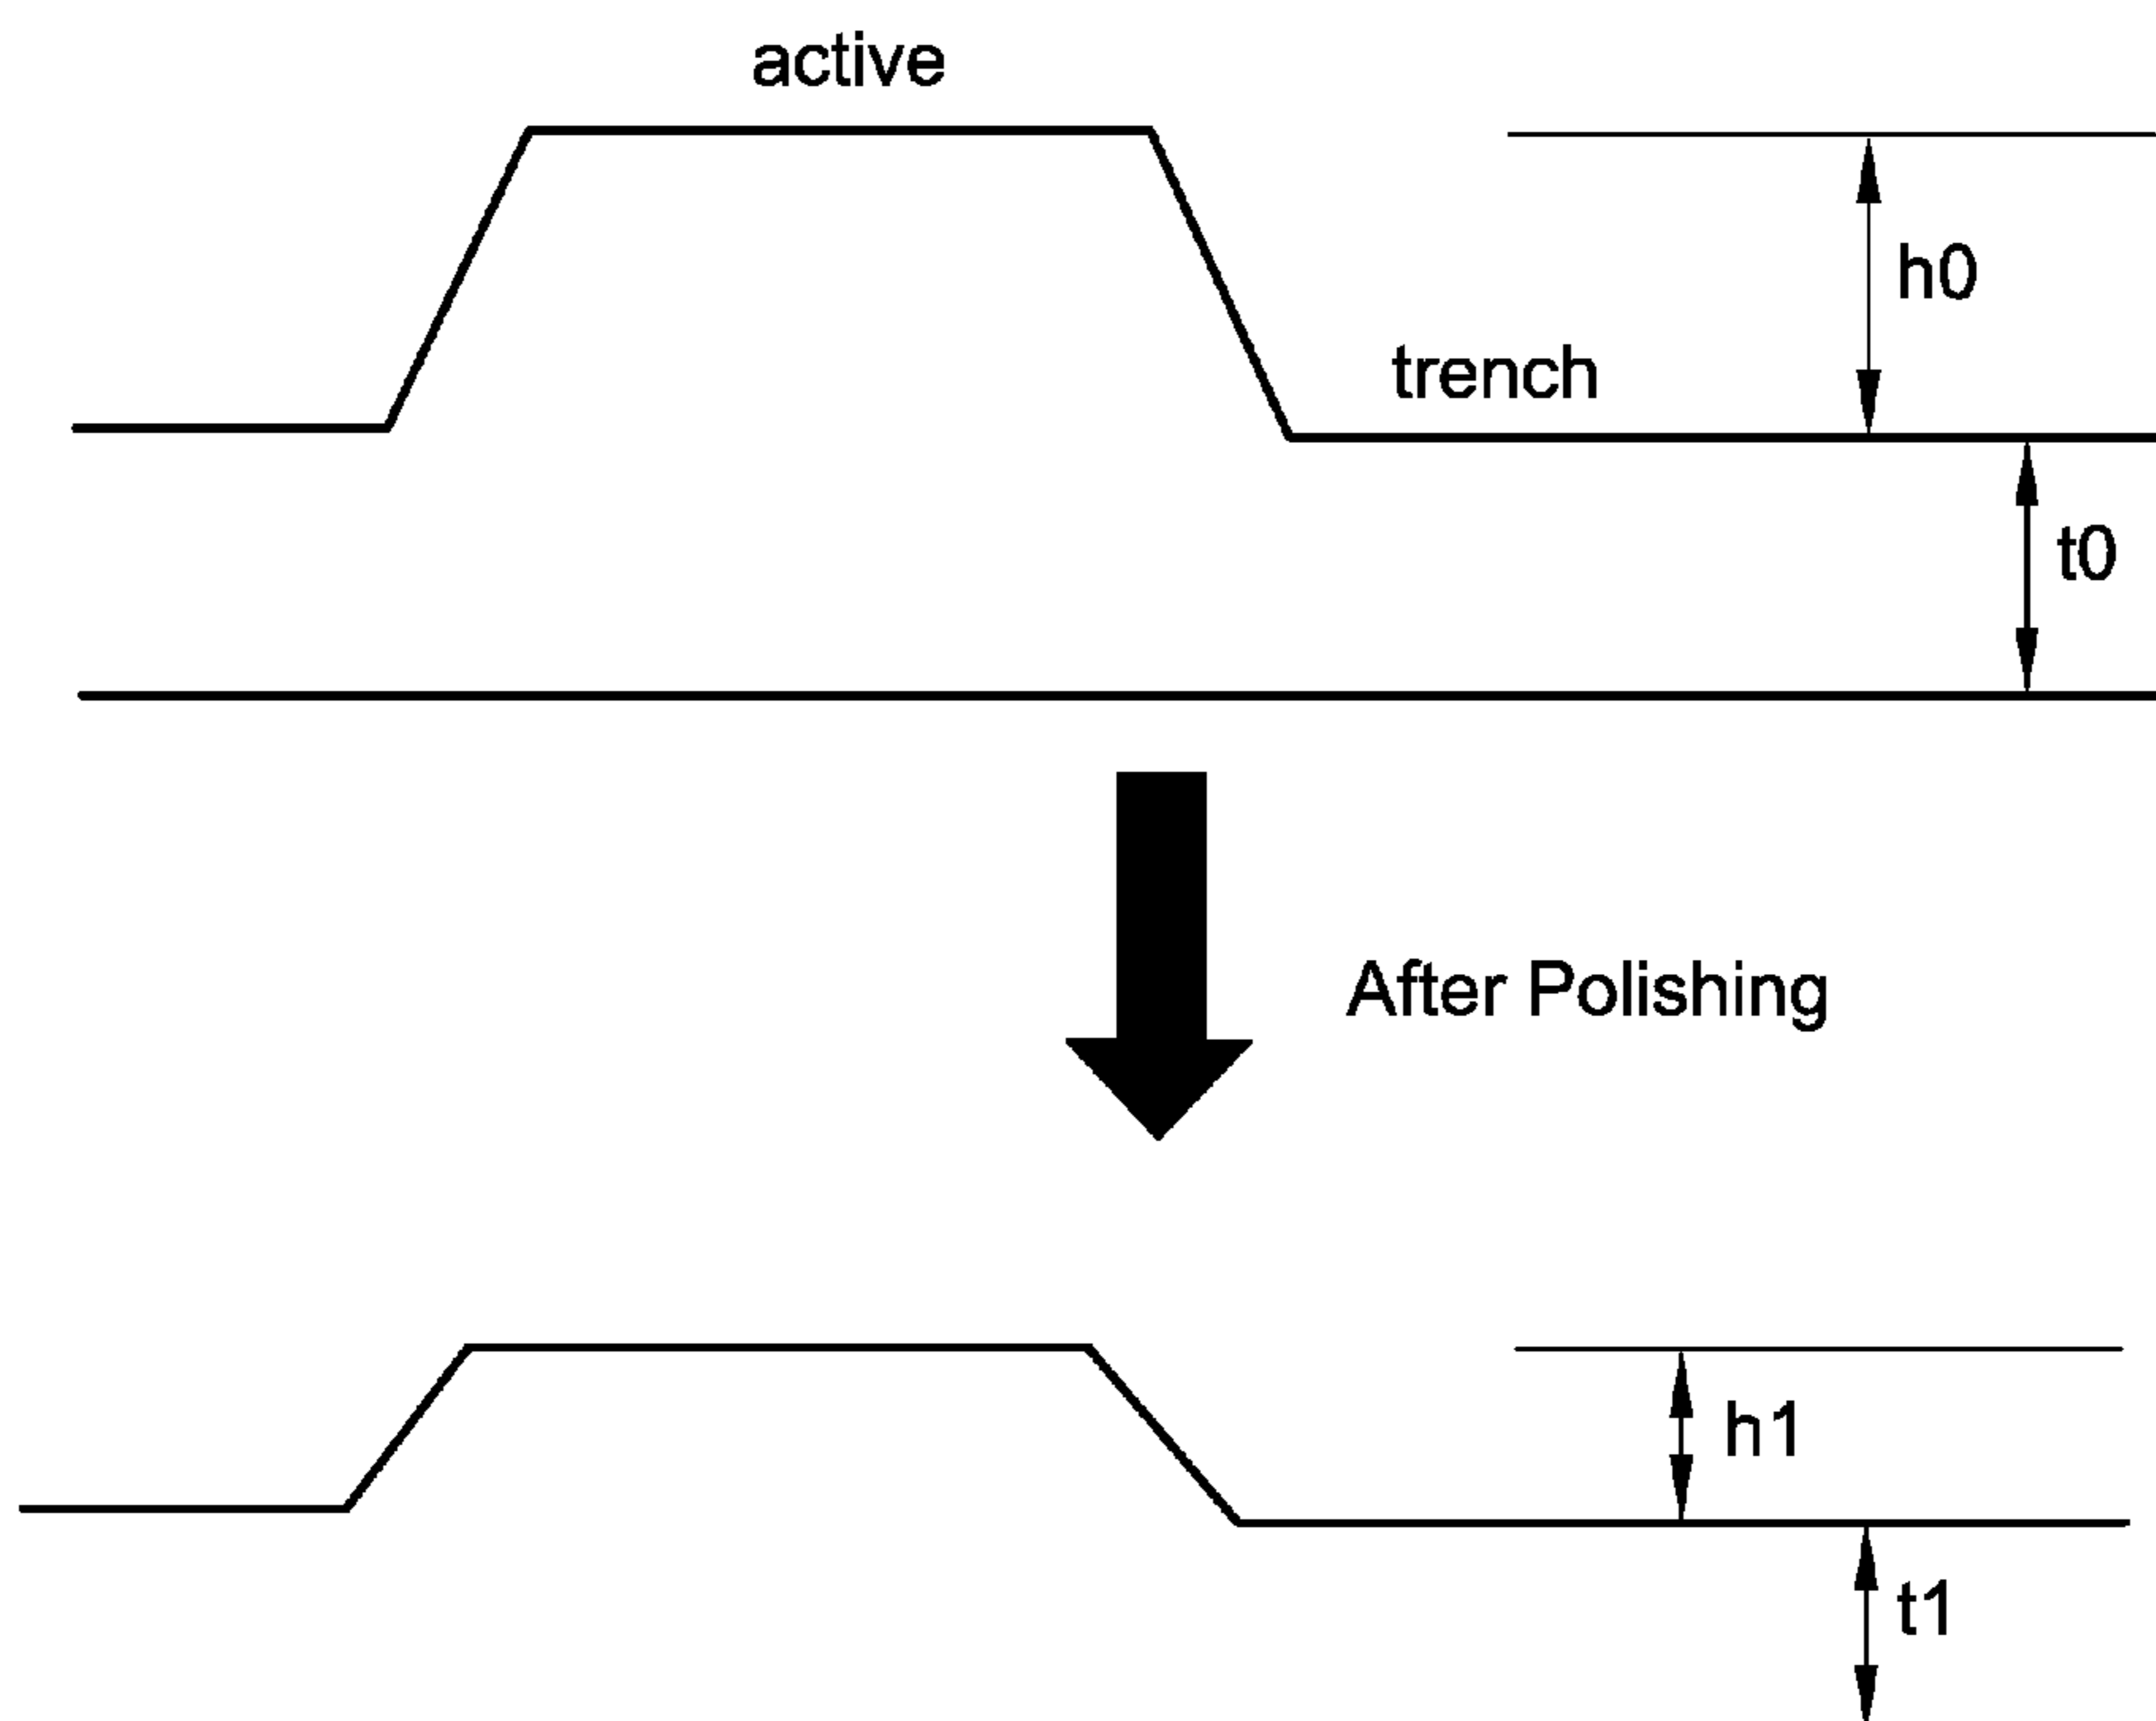 active
h0
trench
t0
After Polishing
h1
t1